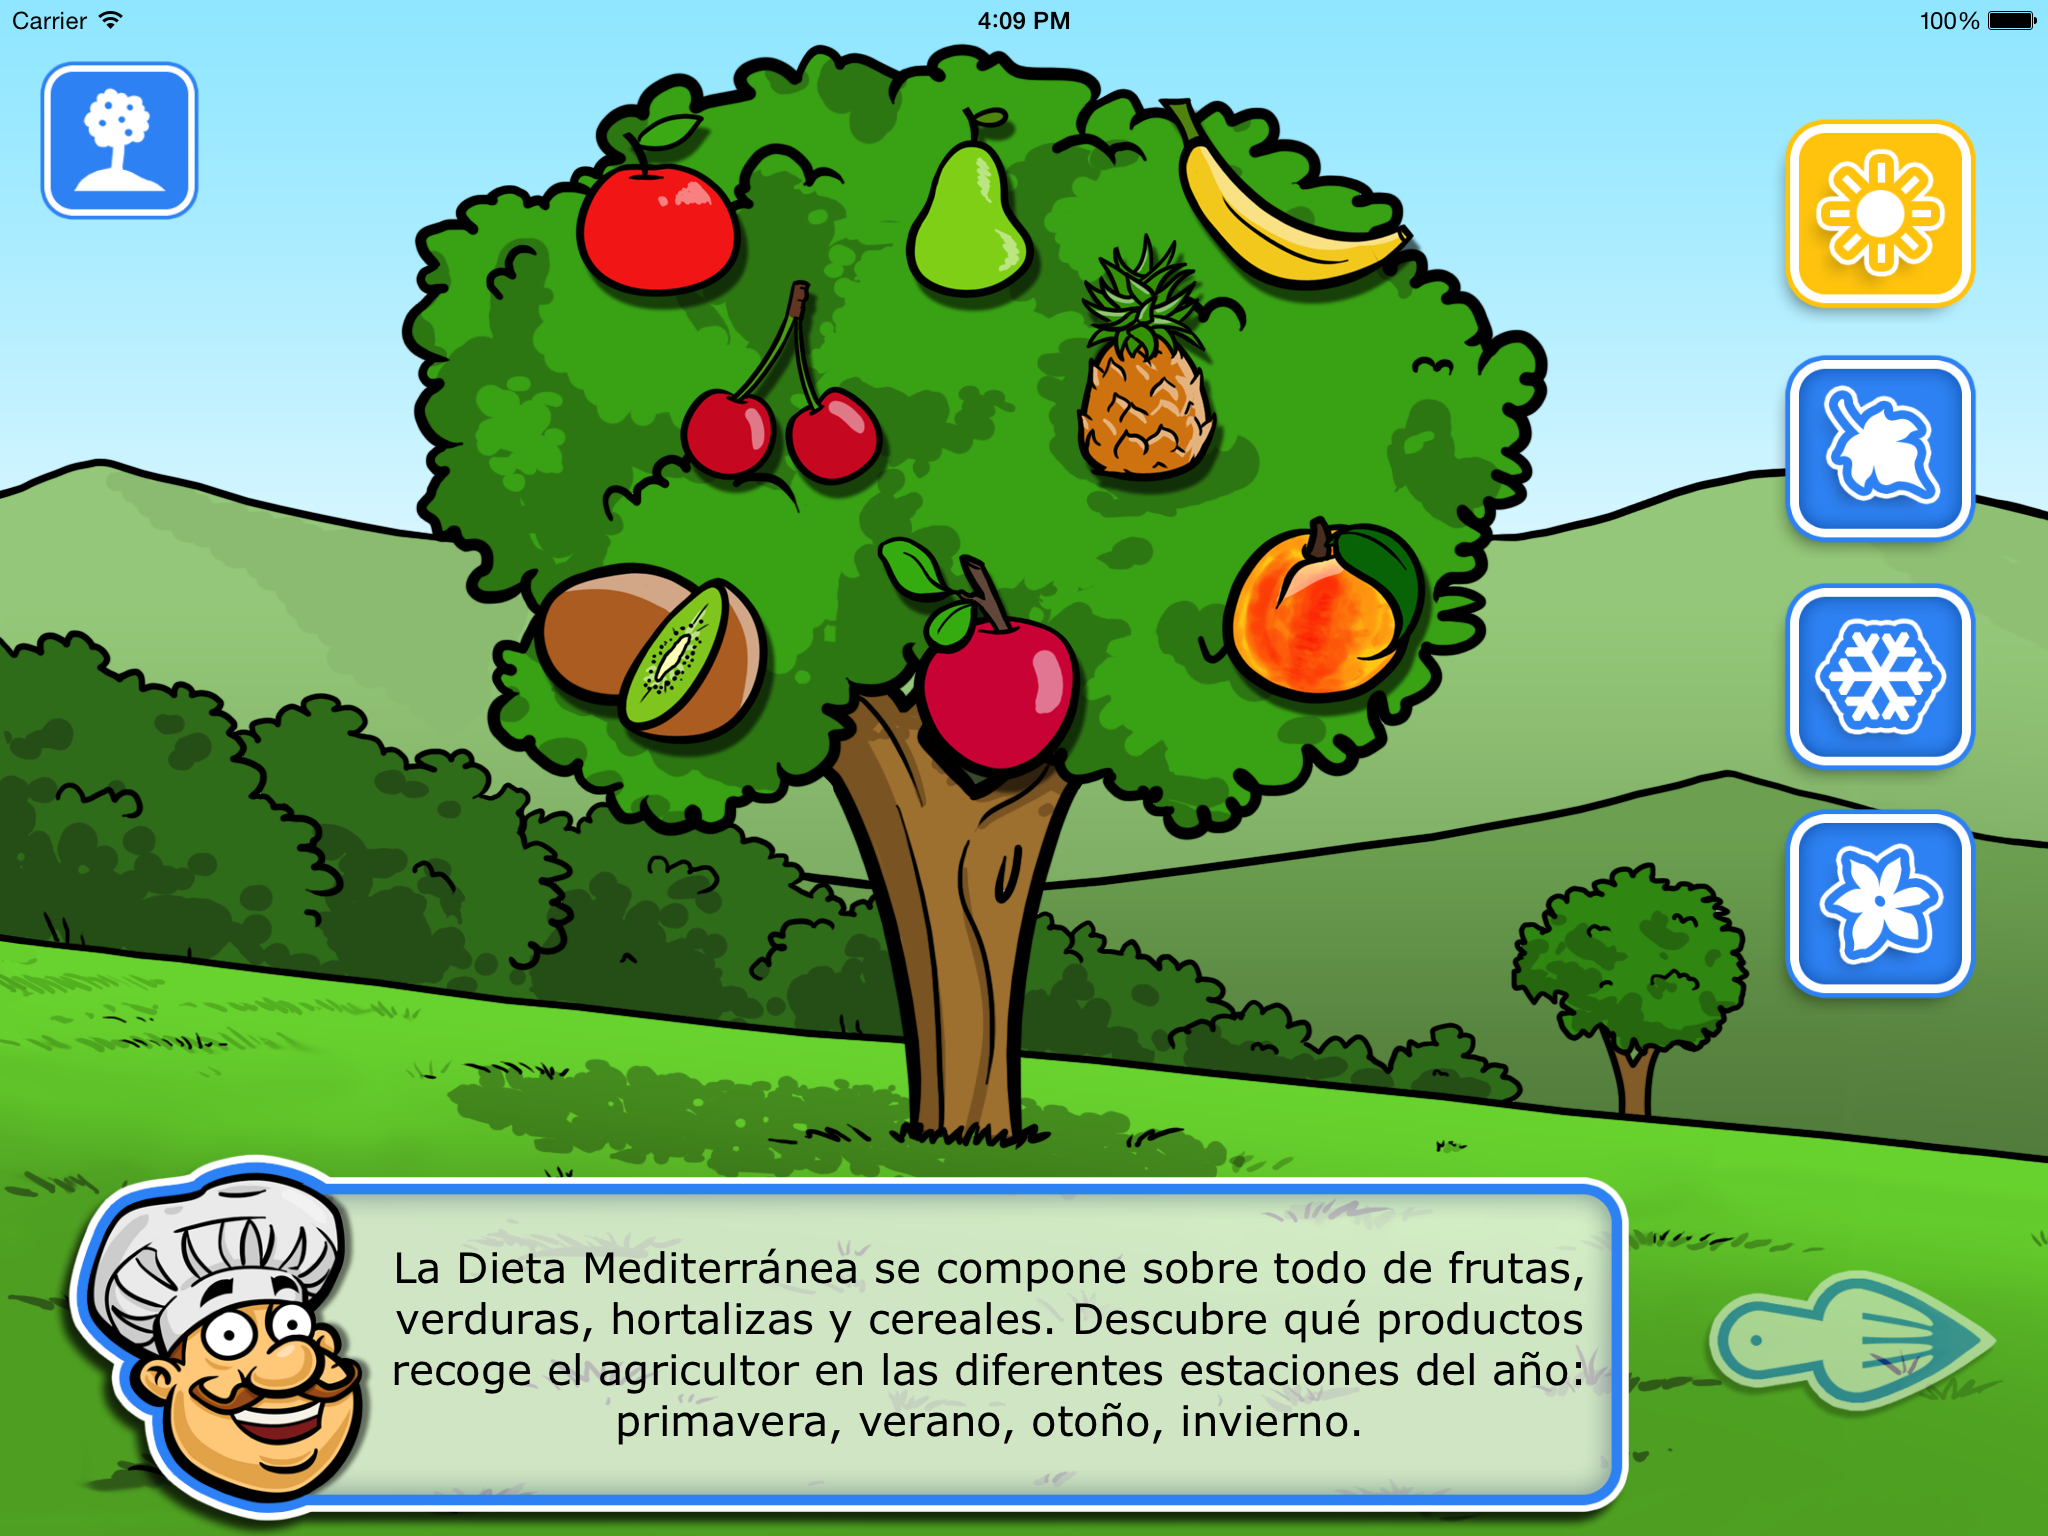 Carrier 4:09 PM 100%
La Dieta Mediterránea se compone sobre todo de frutas,
verduras, hortalizas y cereales. Descubre qué productos
recoge el agricultor en las diferentes estaciones del año:
primavera, verano, otoño, invierno.